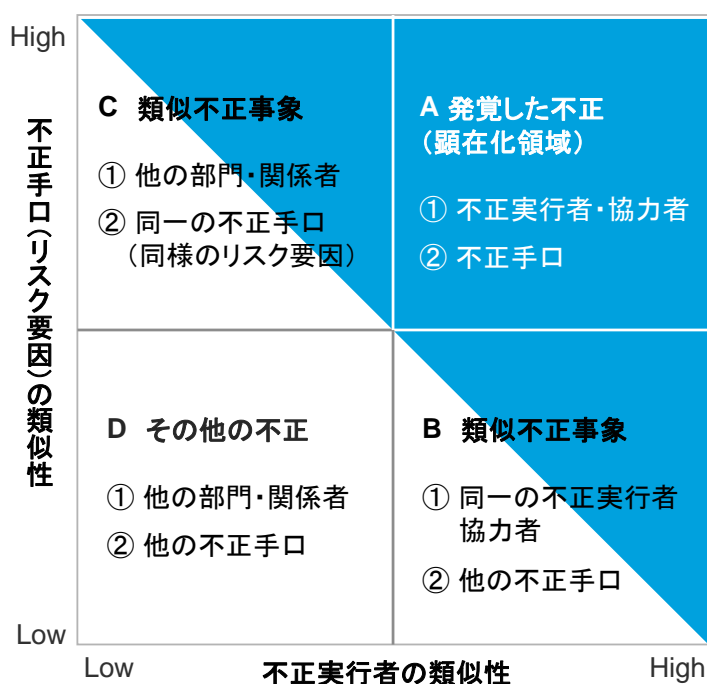 High
不正手口(リスク要因)の類似性
C 類似不正事象
① 他の部門・関係者
② 同一の不正手口
(同様のリスク要因)
A 発覚した不正
(顕在化領域)
① 不正実行者・協力者
② 不正手口
D その他の不正
① 他の部門・関係者
② 他の不正手口
B 類似不正事象
① 同一の不正実行者
協力者
② 他の不正手口
Low
Low
不正実行者の類似性
High